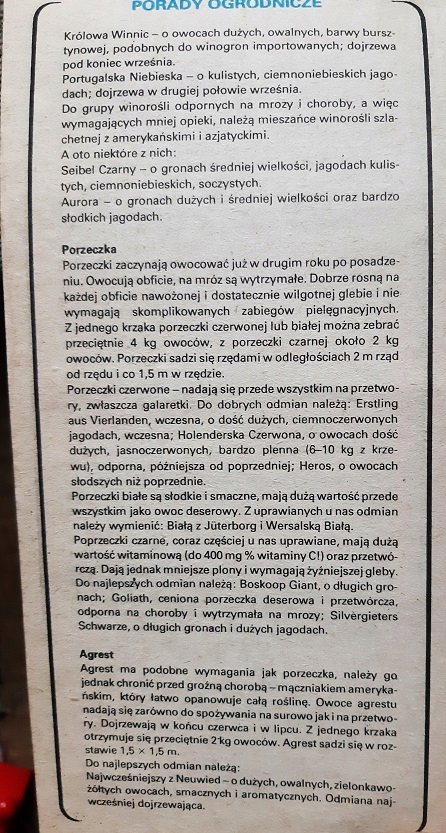 PORADY OGRODNICZE
Królowa Winnic – o owocach dużych, owalnych, barwy bursz-
tynowej, podobnych do winogron importowanych; dojrzewa
pod koniec września.
Portugalska Niebieska – o kulistych, ciemnoniebieskich jago-
dach; dojrzewa w drugiej połowie września.
Do grupy winorośli odpornych na mrozy i choroby, a więc
wymagających mniej opieki, należą mieszańce winorośli szla-
chetnej z amerykańskimi i azjatyckimi.
A oto niektóre z nich:
Seibel Czarny – o gronach średniej wielkości, jagodach kulis-
tych, ciemnoniebieskich, soczystych.
Aurora – o gronach dużych i średniej wielkości oraz bardzo
słodkich jagodach.
Porzeczka
Porzeczki zaczynają owocować już w drugim roku po posadze-
niu. Owocują obficie, na mróz są wytrzymałe. Dobrze rosną na
każdej obficie nawożonej i dostatecznie wilgotnej glebie i nie
wymagają skomplikowanych zabiegów pielęgnacyjnych.
Z jednego krzaka porzeczki czerwonej lub białej można zebrać
przeciętnie 4 kg owoców, z porzeczki czarnej około 2 kg
owoców. Porzeczki sadzi się rzędami w odległościach 2 m rząd
od rzędu i co 1,5 m w rzędzie.
Porzeczki czerwone – nadają się przede wszystkim na przetwo-
ry, zwłaszcza galaretki. Do dobrych odmian należą: Erstling
aus Vierlanden, wczesna, o dość dużych, ciemnoczerwonych
jagodach, wczesna; Holenderska Czerwona, o owocach dość
dużych, jasnoczerwonych, bardzo plenna (6–10 kg z krze-
wu), odporna, późniejsza od poprzedniej; Heros, o owocach
słodszych niż poprzednie.
Porzeczki białe są słodkie i smaczne, mają dużą wartość przede
wszystkim jako owoc deserowy. Z uprawianych u nas odmian
należy wymienić: Białą z Jüterborg i Wersalską Białą.
Poprzeczki czarne, coraz częściej u nas uprawiane, mają dużą
wartość witaminową (do 400 mg % witaminy C!) oraz przetwór-
czą. Dają jednak mniejsze plony i wymagają żyźniejszej gleby.
Do najlepszych odmian należą: Boskoop Giant, o długich gro-
nach; Goliath, ceniona porzeczka deserowa i przetwórcza,
odporna na choroby i wytrzymała na mrozy; Silvergieters
Schwarze, o długich gronach i dużych jagodach.
Agrest
Agrest ma podobne wymagania jak porzeczka, należy go
jednak chronić przed groźną chorobą – mączniakiem ameryka-
ńskim, który łatwo opanowuje całą roślinę. Owoce agrestu
nadają się zarówno do spożywania na surowo jak i na przetwo-
ry. Dojrzewają w końcu czerwca i w lipcu. Z jednego krzaka
otrzymuje się przeciętnie 2 kg owoców. Agrest sadzi się w roz-
stawie 1,5 × 1,5 m.
Do najlepszych odmian należą:
Najwcześniejszy z Neuwied – o dużych, owalnych, zielonkawo-
żółtych owocach, smacznych i aromatycznych. Odmiana naj-
wcześniej dojrzewająca.